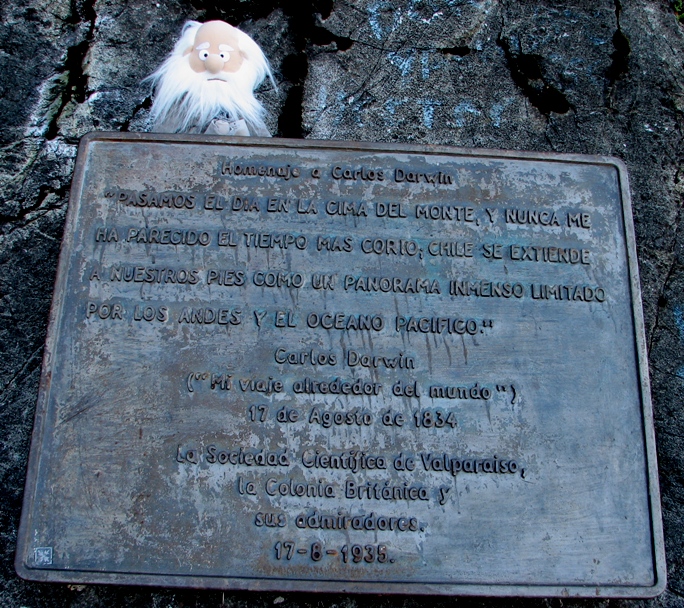 Homenaje a Carlos Darwin
"PASAMOS EL DIA EN LA CIMA DEL MONTE, Y NUNCA ME
HA PARECIDO EL TIEMPO MAS CORTO; CHILE SE EXTIENDE
A NUESTROS PIES COMO UN PANORAMA INMENSO LIMITADO
POR LOS ANDES Y EL OCEANO PACIFICO."
Carlos Darwin
("Mi viaje alrededor del mundo")
17 de Agosto de 1834
La Sociedad Científica de Valparaiso,
la Colonia Británica y
sus admiradores.
17-8-1935.